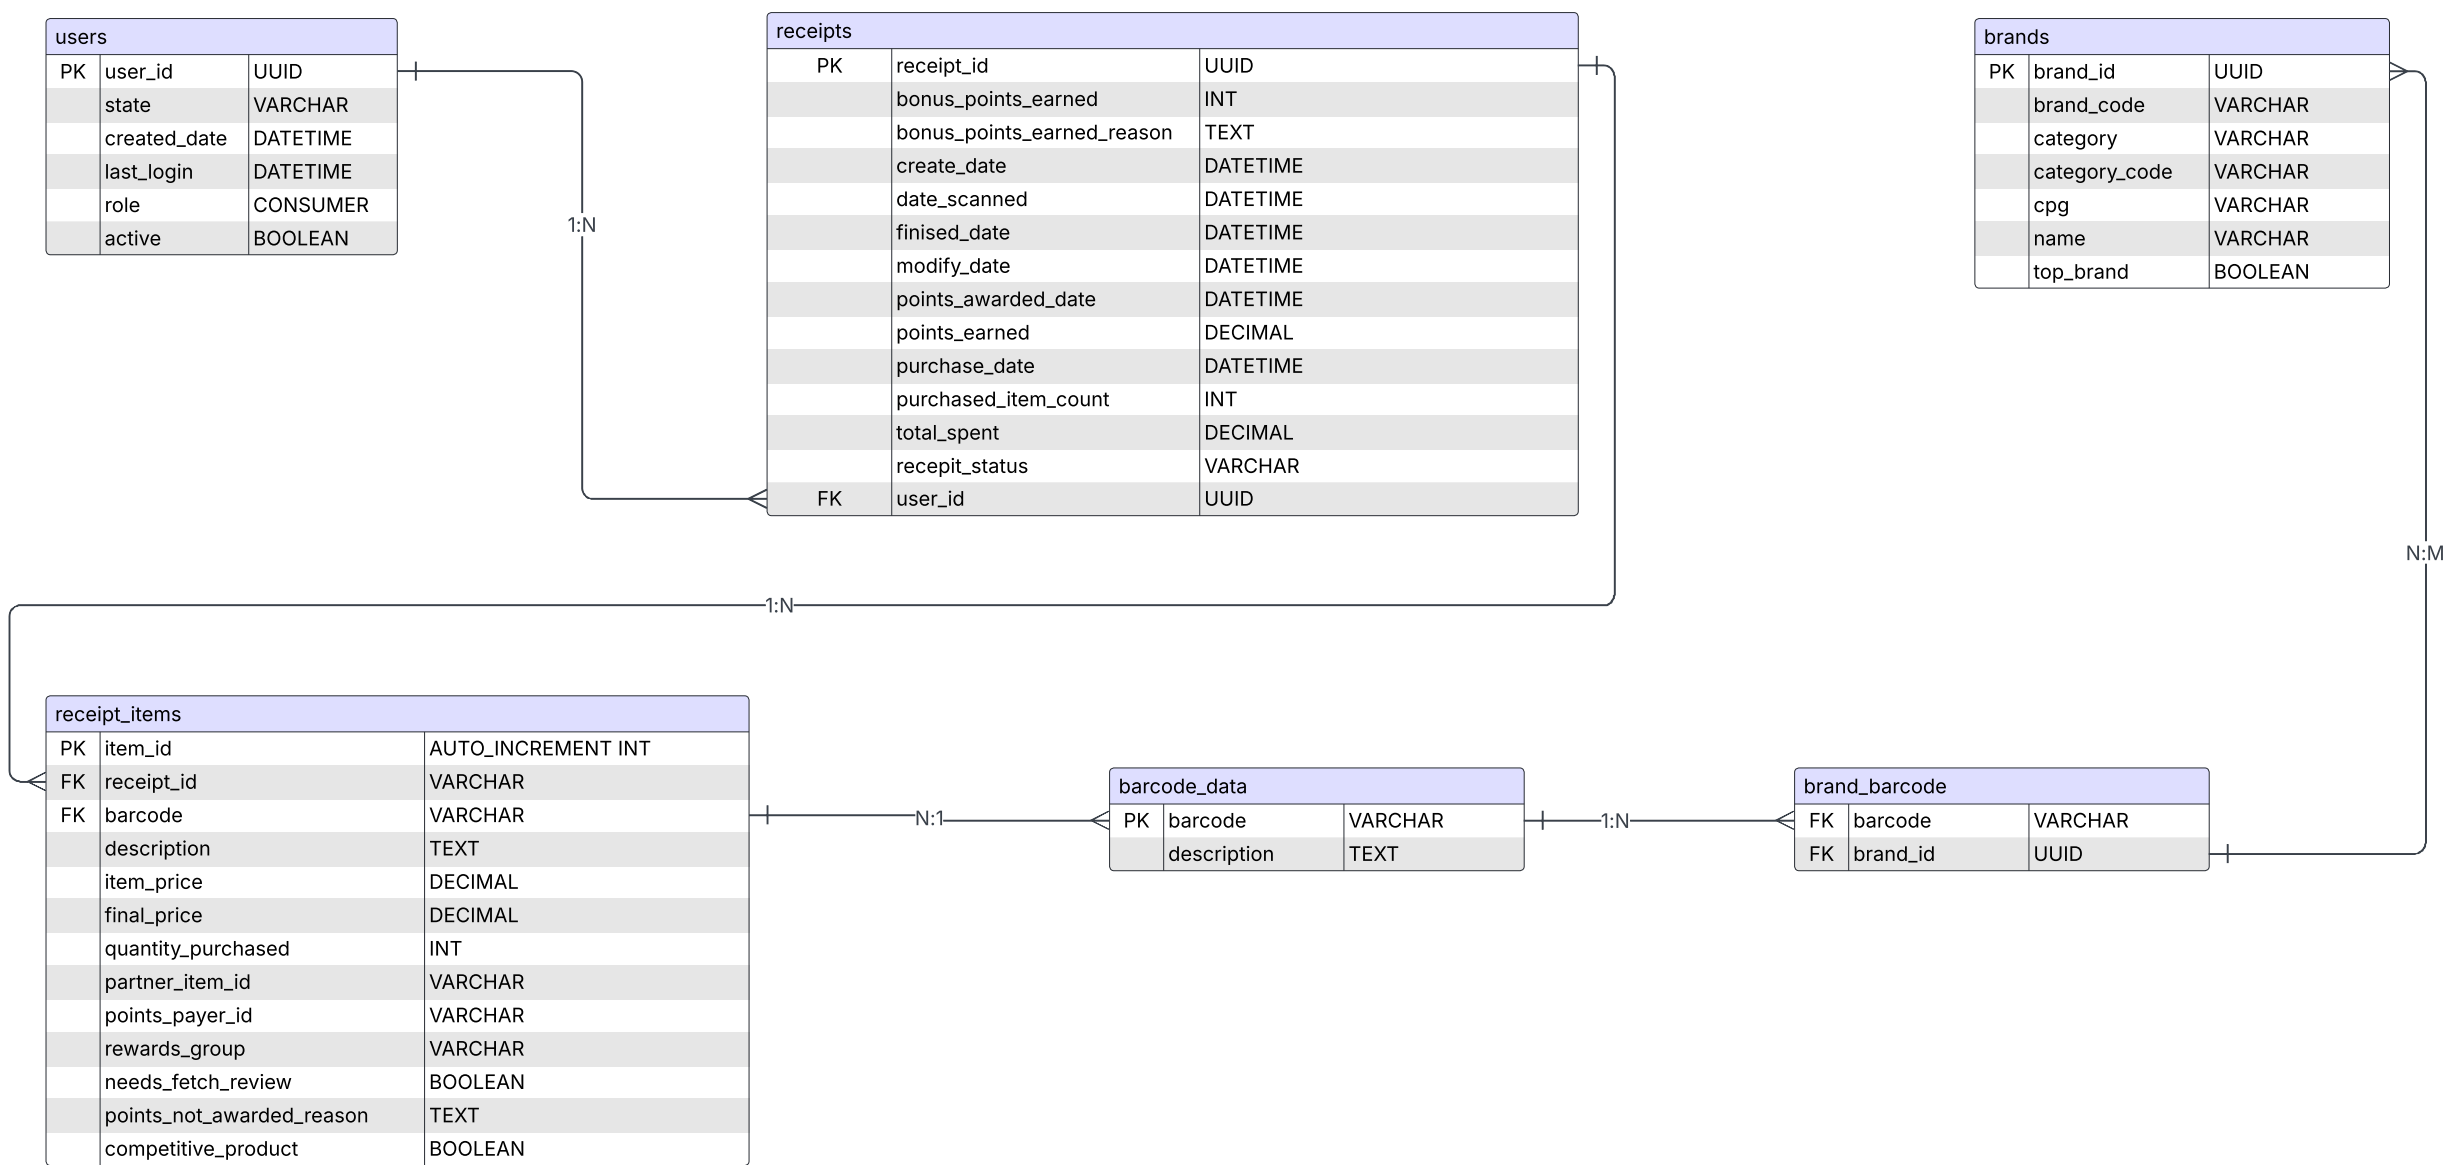 users
PK user_id UUID
state VARCHAR
created_date DATETIME
last_login DATETIME
role CONSUMER
active BOOLEAN
1:N
receipts
PK receipt_id UUID
bonus_points_earned INT
bonus_points_earned_reason TEXT
create_date DATETIME
date_scanned DATETIME
finised_date DATETIME
modify_date DATETIME
points_awarded_date DATETIME
points_earned DECIMAL
purchase_date DATETIME
purchased_item_count INT
total_spent DECIMAL
recepit_status VARCHAR
FK user_id UUID
brands
PK brand_id UUID
brand_code VARCHAR
category VARCHAR
category_code VARCHAR
cpg VARCHAR
name VARCHAR
top_brand BOOLEAN
N:M
1:N
receipt_items
PK item_id AUTO_INCREMENT INT
FK receipt_id VARCHAR
FK barcode VARCHAR
description TEXT
item_price DECIMAL
final_price DECIMAL
quantity_purchased INT
partner_item_id VARCHAR
points_payer_id VARCHAR
rewards_group VARCHAR
needs_fetch_review BOOLEAN
points_not_awarded_reason TEXT
competitive_product BOOLEAN
N:1
barcode_data
PK barcode VARCHAR
description TEXT
1:N
brand_barcode
FK barcode VARCHAR
FK brand_id UUID